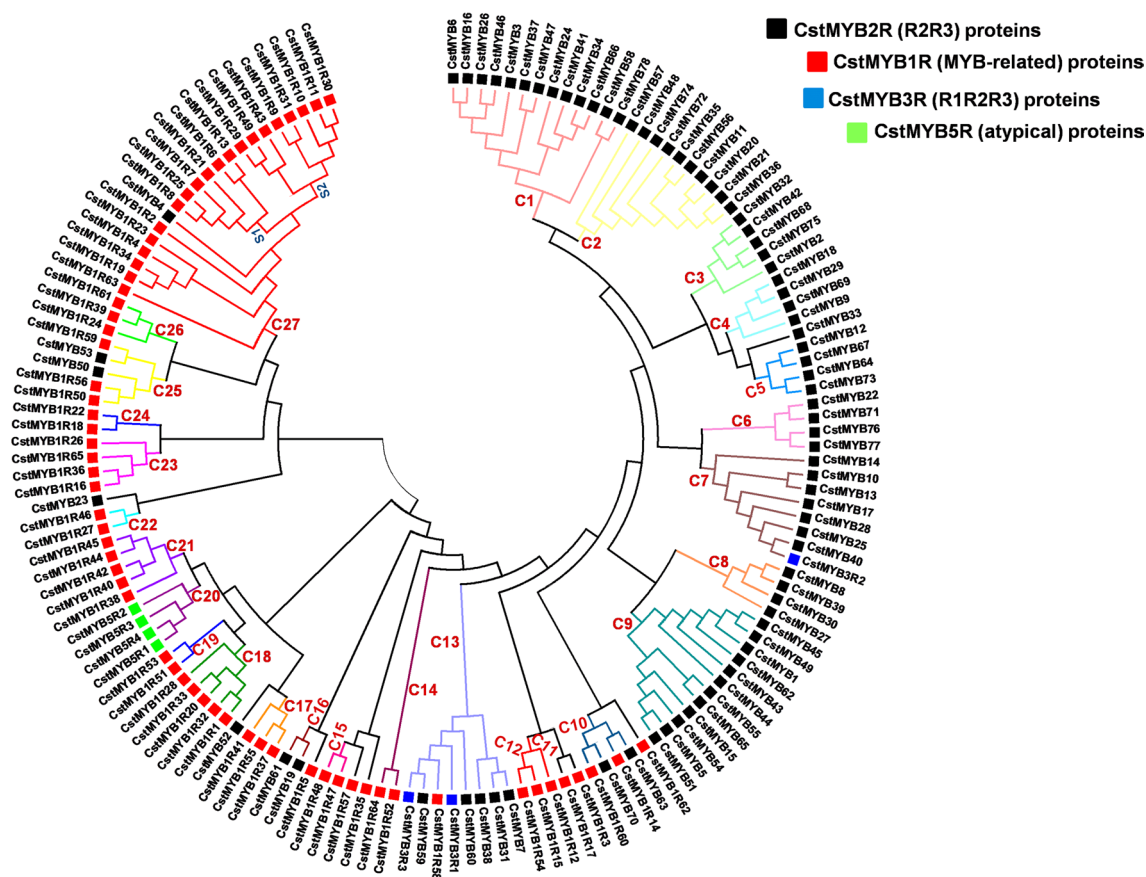 CstMYB2R (R2R3) proteins
CstMYB1R (MYB-related) proteins
CstMYB3R (R1R2R3) proteins
CstMYB5R (atypical) proteins
CstMYB6
CstMYB16
CstMYB26
CstMYB46
CstMYB3
CstMYB37
CstMYB47
CstMYB24
CstMYB41
CstMYB34
CstMYB66
CstMYB58
CstMYB78
CstMYB57
CstMYB48
CstMYB74
CstMYB72
CstMYB35
CstMYB56
CstMYB11
CstMYB20
CstMYB21
CstMYB36
CstMYB32
CstMYB42
CstMYB68
CstMYB75
CstMYB2
CstMYB18
CstMYB29
CstMYB69
CstMYB9
CstMYB33
CstMYB12
CstMYB67
CstMYB64
CstMYB73
CstMYB22
CstMYB71
CstMYB76
CstMYB77
CstMYB14
CstMYB10
CstMYB13
CstMYB17
CstMYB28
CstMYB25
CstMYB40
CstMYB3R2
CstMYB8
CstMYB39
CstMYB30
CstMYB27
CstMYB45
CstMYB49
CstMYB1
CstMYB62
CstMYB43
CstMYB44
CstMYB55
CstMYB65
CstMYB15
CstMYB54
CstMYB5
CstMYB51
CstMYB1R62
CstMYB63
CstMYB1R14
CstMYB70
CstMYB1R60
CstMYB1R3
CstMYB1R17
CstMYB1R12
CstMYB1R15
CstMYB1R54
CstMYB7
CstMYB31
CstMYB38
CstMYB60
CstMYB3R1
CstMYB1R58
CstMYB59
CstMYB3R3
CstMYB1R52
CstMYB1R64
CstMYB1R35
CstMYB1R57
CstMYB1R47
CstMYB1R48
CstMYB1R5
CstMYB19
CstMYB61
CstMYB1R37
CstMYB1R55
CstMYB1R41
CstMYB52
CstMYB1R1
CstMYB1R32
CstMYB1R20
CstMYB1R33
CstMYB1R28
CstMYB1R51
CstMYB1R53
CstMYB5R1
CstMYB5R4
CstMYB5R3
CstMYB5R2
CstMYB1R38
CstMYB1R40
CstMYB1R42
CstMYB1R44
CstMYB1R45
CstMYB1R27
CstMYB1R46
CstMYB23
CstMYB1R16
CstMYB1R36
CstMYB1R65
CstMYB1R26
CstMYB1R18
CstMYB1R22
CstMYB1R50
CstMYB1R56
CstMYB50
CstMYB53
CstMYB1R59
CstMYB1R24
CstMYB1R39
CstMYB1R61
CstMYB1R63
CstMYB1R19
CstMYB1R34
CstMYB1R4
CstMYB1R23
CstMYB1R2
CstMYB4
CstMYB1R8
CstMYB1R25
CstMYB1R7
CstMYB1R21
CstMYB1R6
CstMYB1R13
CstMYB1R29
CstMYB1R49
CstMYB1R43
CstMYB1R9
CstMYB1R31
CstMYB1R10
CstMYB1R11
CstMYB1R30
C1
C2
C3
C4
C5
C6
C7
C8
C9
C10
C11
C12
C13
C14
C15
C16
C17
C18
C19
C20
C21
C22
C23
C24
C25
C26
C27
S1
S2